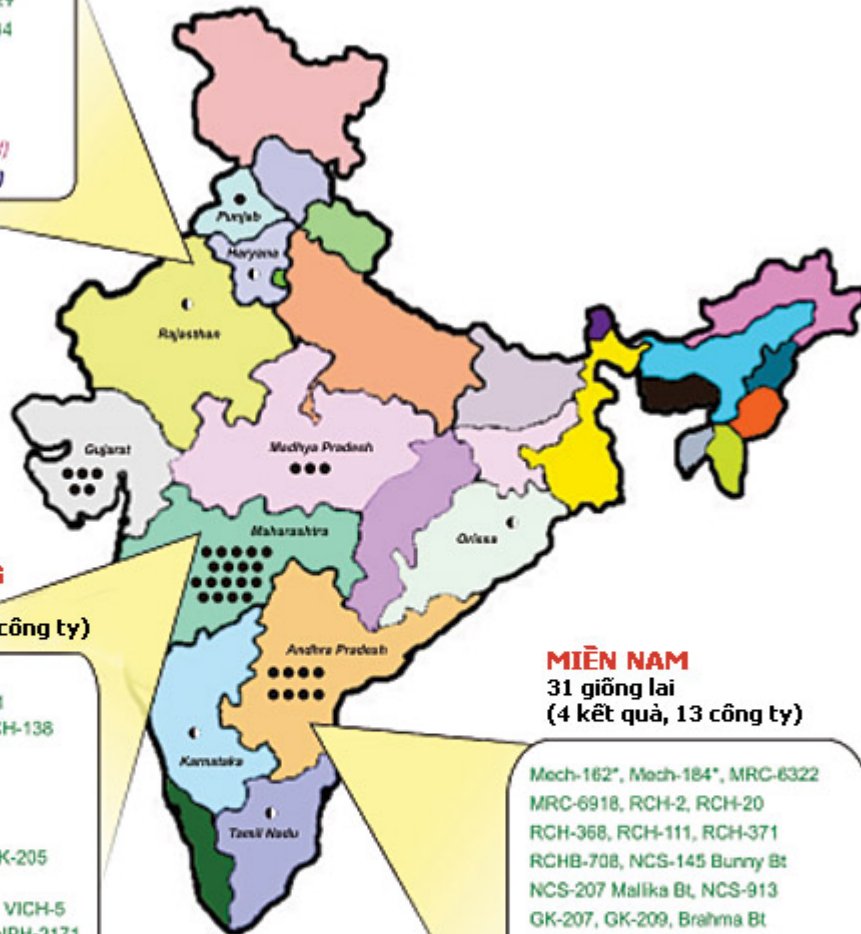 Punjab
Haryana
Rajasthan
Gujarat
Madhya Pradesh
Maharashtra
Orissa
công ty)
Andhra Pradesh
MIỀN NAM
31 giống lai
(4 kết quả, 13 công ty)
CH-138
Karnataka
Mech-162*, Mech-184*, MRC-6322
MRC-6918, RCH-2, RCH-20
Tamil Nadu
RCH-368, RCH-111, RCH-371
K-205
RCHB-708, NCS-145 Bunny Bt
NCS-207 Mallika Bt, NCS-913
VICH-5
GK-207, GK-209, Brahma Bt